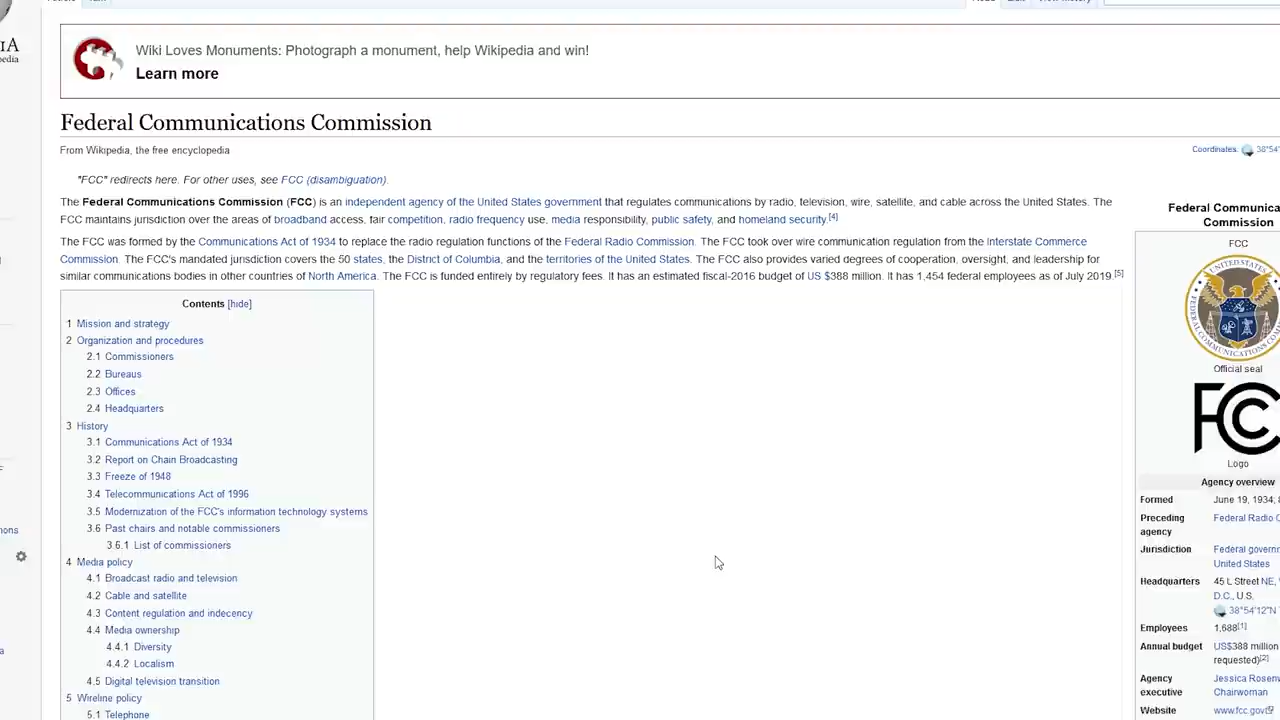 IA
pedia
Wiki Loves Monuments: Photograph a monument, help Wikipedia and win!
Learn more
Federal Communications Commission
From Wikipedia, the free encyclopedia
Coordinates: 38°54'
"FCC" redirects here. For other uses, see FCC (disambiguation).
The Federal Communications Commission (FCC) is an independent agency of the United States government that regulates communications by radio, television, wire, satellite, and cable across the United States. The
FCC maintains jurisdiction over the areas of broadband access, fair competition, radio frequency use, media responsibility, public safety, and homeland security.[4]
The FCC was formed by the Communications Act of 1934 to replace the radio regulation functions of the Federal Radio Commission. The FCC took over wire communication regulation from the Interstate Commerce
Commission. The FCC's mandated jurisdiction covers the 50 states, the District of Columbia, and the territories of the United States. The FCC also provides varied degrees of cooperation, oversight, and leadership for
similar communications bodies in other countries of North America. The FCC is funded entirely by regulatory fees. It has an estimated fiscal-2016 budget of US $388 million. It has 1,454 federal employees as of July 2019.[5]
Contents [hide]
1 Mission and strategy
2 Organization and procedures
2.1 Commissioners
2.2 Bureaus
2.3 Offices
2.4 Headquarters
3 History
3.1 Communications Act of 1934
3.2 Report on Chain Broadcasting
3.3 Freeze of 1948
3.4 Telecommunications Act of 1996
3.5 Modernization of the FCC's information technology systems
3.6 Past chairs and notable commissioners
3.6.1 List of commissioners
4 Media policy
4.1 Broadcast radio and television
4.2 Cable and satellite
4.3 Content regulation and indecency
4.4 Media ownership
4.4.1 Diversity
4.4.2 Localism
4.5 Digital television transition
5 Wireline policy
5.1 Telephone
Federal Communica
Commission
FCC
Official seal
FCC
Logo
Agency overview
Formed June 19, 1934;
Preceding Federal Radio C
agency
Jurisdiction Federal govern
United States
Headquarters 45 L Street NE,
D.C., U.S.
38°54'12"N
Employees 1,688[1]
Annual budget US$388 million
requested)[2]
Agency Jessica Rosenw
executive Chairwoman
Website www.fcc.gov
mons